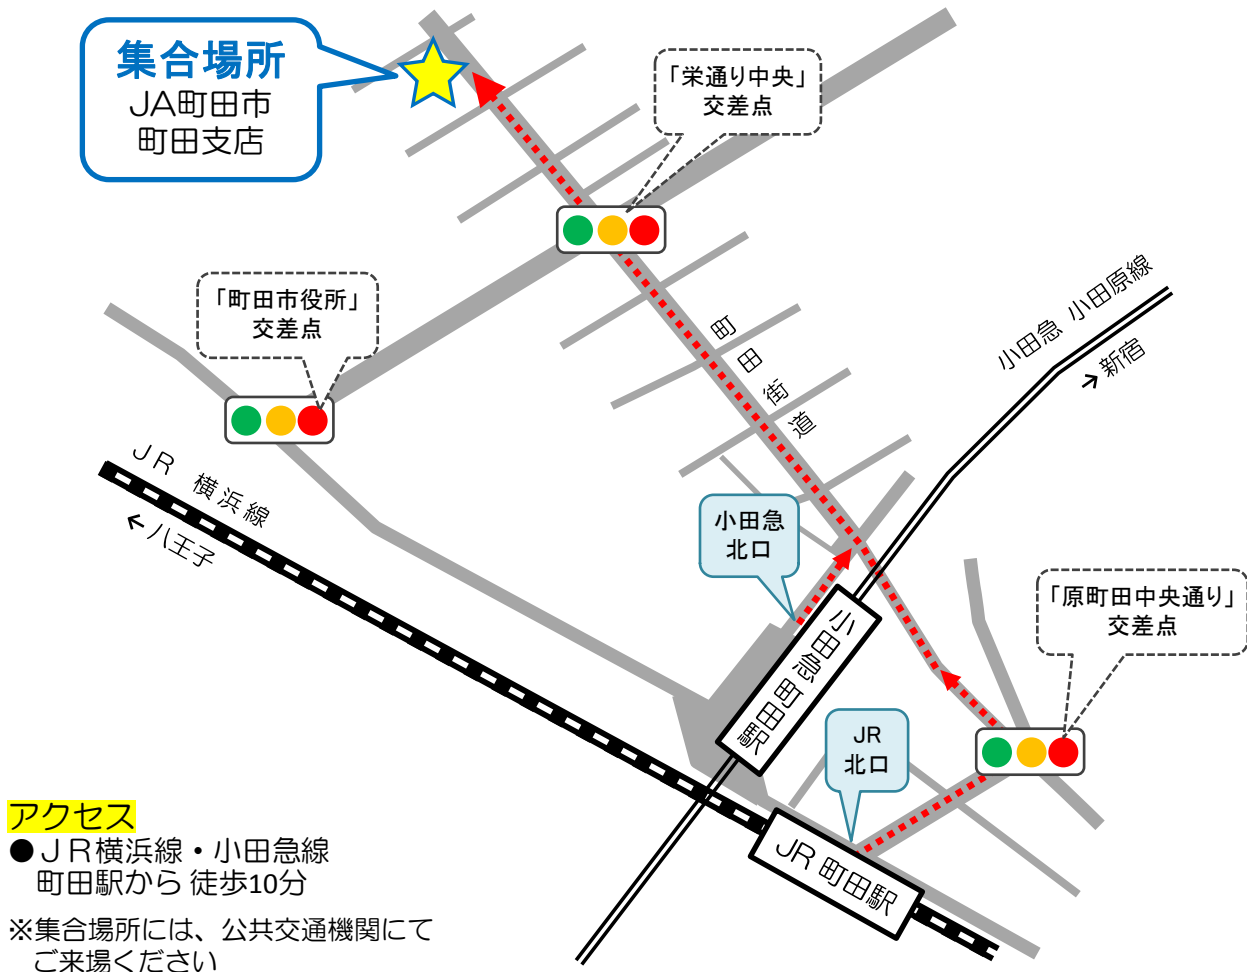 集合場所
JA町田市
町田支店
「栄通り中央」
交差点
「町田市役所」
交差点
町田街道
小田急 小田原線
→新宿
JR 横浜線
←八王子
小田急
北口
「原町田中央通り」
交差点
小田急町田駅
JR
北口
JR 町田駅
アクセス
●JR横浜線・小田急線
町田駅から 徒歩10分
※集合場所には、公共交通機関にて
ご来場ください